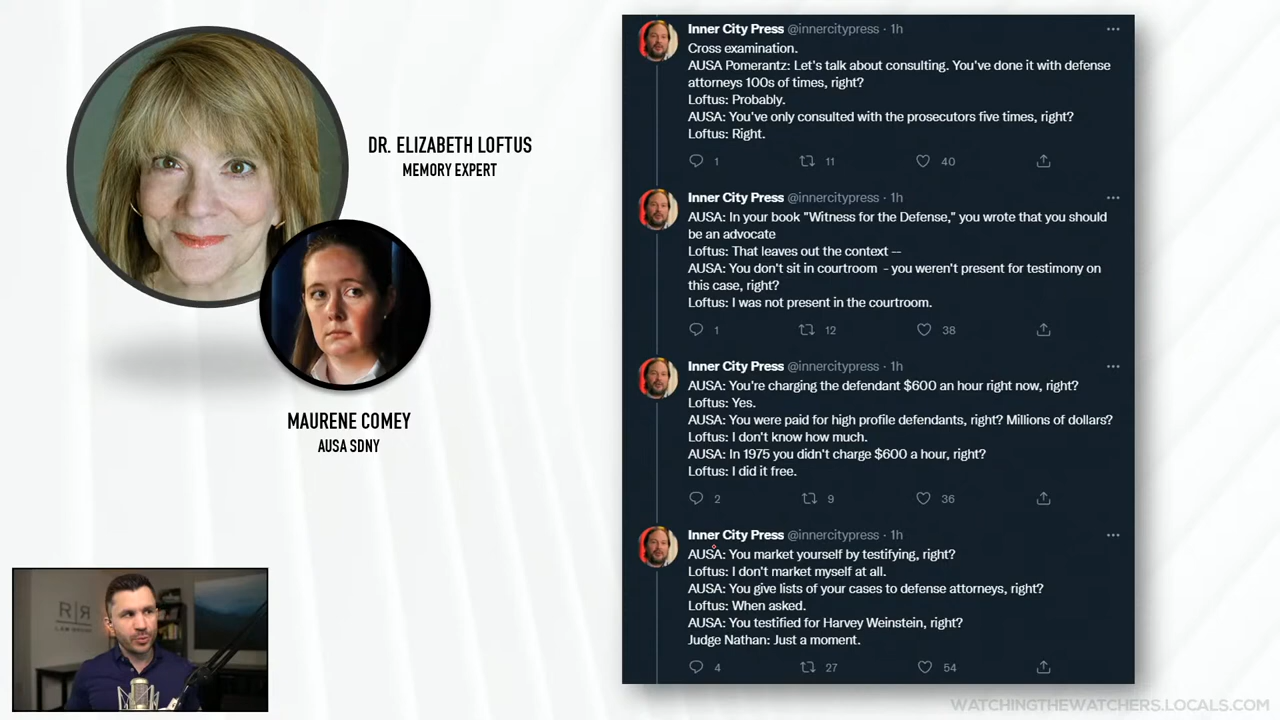 DR. ELIZABETH LOFTUS
MEMORY EXPERT
MAURENE COMEY
AUSA SDNY
Inner City Press @innercitypress · 1h
Cross examination.
AUSA Pomerantz: Let's talk about consulting. You've done it with defense
attorneys 100s of times, right?
Loftus: Probably.
AUSA: You've only consulted with the prosecutors five times, right?
Loftus: Right.
1 11 40
Inner City Press @innercitypress · 1h
AUSA: In your book "Witness for the Defense," you wrote that you should
be an advocate
Loftus: That leaves out the context --
AUSA: You don't sit in courtroom - you weren't present for testimony on
this case, right?
Loftus: I was not present in the courtroom.
1 12 38
Inner City Press @innercitypress · 1h
AUSA: You're charging the defendant $600 an hour right now, right?
Loftus: Yes.
AUSA: You were paid for high profile defendants, right? Millions of dollars?
Loftus: I don't know how much.
AUSA: In 1975 you didn't charge $600 a hour, right?
Loftus: I did it free.
2 9 36
Inner City Press @innercitypress · 1h
AUSA: You market yourself by testifying, right?
Loftus: I don't market myself at all.
AUSA: You give lists of your cases to defense attorneys, right?
Loftus: When asked.
AUSA: You testified for Harvey Weinstein, right?
Judge Nathan: Just a moment.
4 27 54
R|R
LAW GROUP
WATCHINGTHEWATCHERS.LOCALS.COM